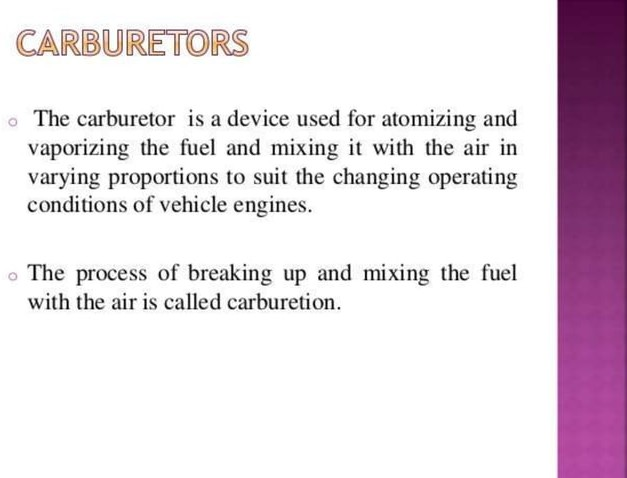 CARBURETORS
The carburetor is a device used for atomizing and
vaporizing the fuel and mixing it with the air in
varying proportions to suit the changing operating
conditions of vehicle engines.
The process of breaking up and mixing the fuel
with the air is called carburetion.